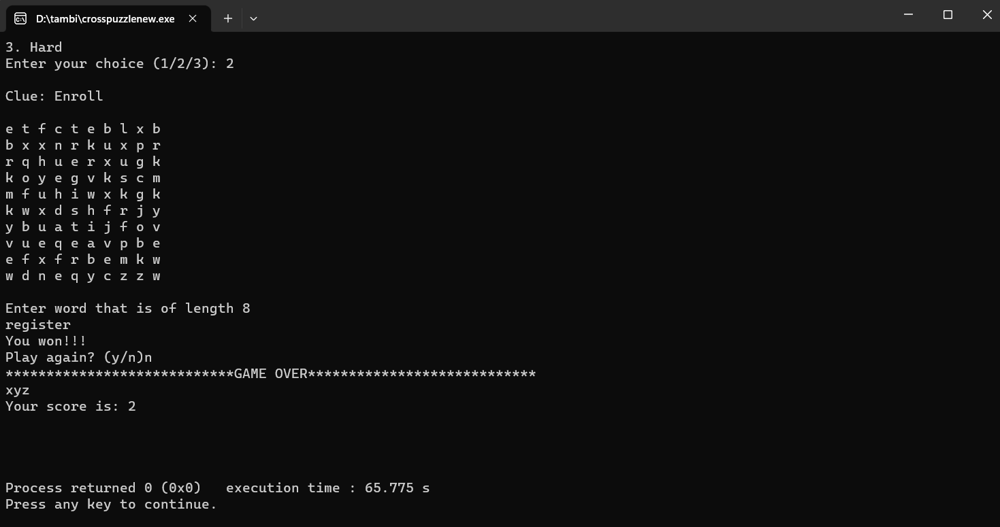 D:\tambi\crosspuzzlenew.exe
3. Hard
Enter your choice (1/2/3): 2
Clue: Enroll
e t f c t e b l x b
b x x n r k u x p r
r q h u e r x u g k
k o y e g v k s c m
m f u h i w x k g k
k w x d s h f r j y
y b u a t i j f o v
v u e q e a v p b e
e f x f r b e m k w
w d n e q y c z z w
Enter word that is of length 8
register
You won!!!
Play again? (y/n)n
****************************GAME OVER****************************
xyz
Your score is: 2
Process returned 0 (0x0)   execution time : 65.775 s
Press any key to continue.